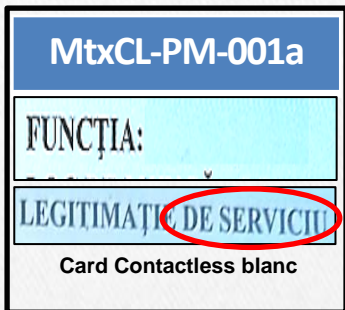 MtxCL-PM-001a
FUNCȚIA:
LEGITIMAȚIE DE SERVICIU
Card Contactless blanc